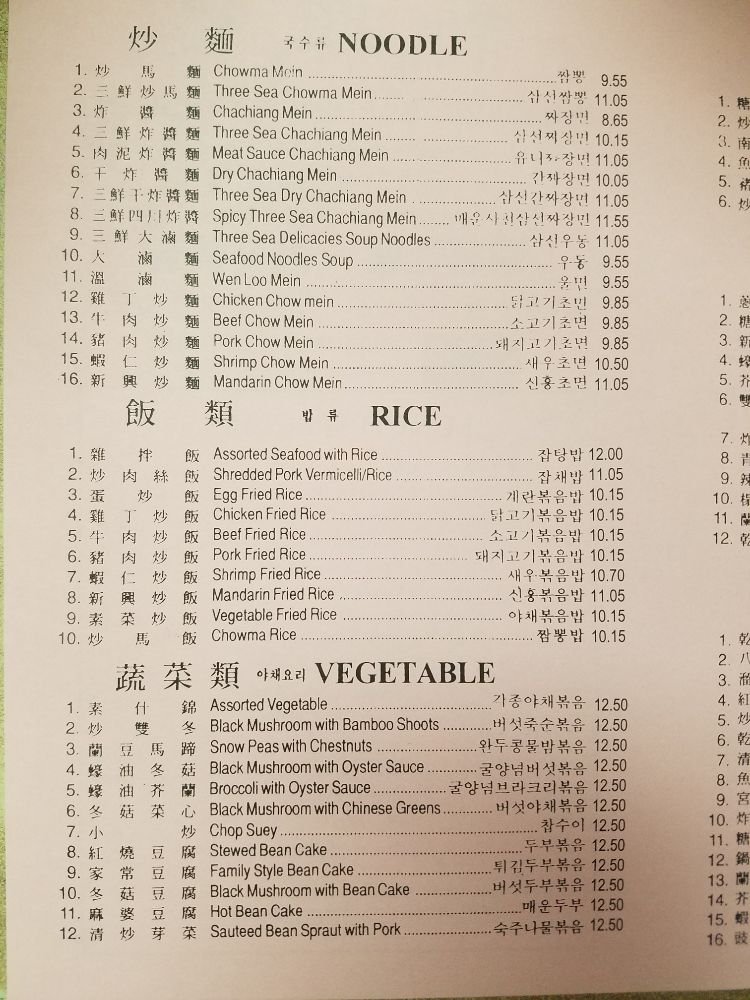 炒 麵 국수류 NOODLE
1. 炒 馬 麵 Chowma Mein 짬뽕 9.55
2. 三鮮炒馬麵 Three Sea Chowma Mein 삼선짬뽕 11.05
3. 炸 醬 麵 Chachiang Mein 짜장면 8.65
4. 三鮮炸醬麵 Three Sea Chachiang Mein 삼선짜장면 10.15
5. 肉泥炸醬麵 Meat Sauce Chachiang Mein 유니짜장면 11.05
6. 干炸醬麵 Dry Chachiang Mein 간짜장면 10.05
7. 三鮮干炸醬麵 Three Sea Dry Chachiang Mein 삼선간짜장면 11.05
8. 三鮮四川炸醬 Spicy Three Sea Chachiang Mein 매운사천삼선짜장면 11.55
9. 三鮮大滷麵 Three Sea Delicacies Soup Noodles 삼선우동 11.05
10. 大 滷 麵 Seafood Noodles Soup 우동 9.55
11. 溫 滷 麵 Wen Loo Mein 울면 9.55
12. 雞丁炒麵 Chicken Chow mein 닭고기초면 9.85
13. 牛肉炒麵 Beef Chow Mein 소고기초면 9.85
14. 豬肉炒麵 Pork Chow Mein 돼지고기초면 9.85
15. 蝦仁炒麵 Shrimp Chow Mein 새우초면 10.50
16. 新興炒麵 Mandarin Chow Mein 신흥초면 11.05
飯 類 밥류 RICE
1. 雜 拌 飯 Assorted Seafood with Rice 잡탕밥 12.00
2. 炒肉絲飯 Shredded Pork Vermicelli/Rice 잡채밥 11.05
3. 蛋 炒 飯 Egg Fried Rice 계란볶음밥 10.15
4. 雞丁炒飯 Chicken Fried Rice 닭고기볶음밥 10.15
5. 牛肉炒飯 Beef Fried Rice 소고기볶음밥 10.15
6. 豬肉炒飯 Pork Fried Rice 돼지고기볶음밥 10.15
7. 蝦仁炒飯 Shrimp Fried Rice 새우볶음밥 10.70
8. 新興炒飯 Mandarin Fried Rice 신흥볶음밥 11.05
9. 素菜炒飯 Vegetable Fried Rice 야채볶음밥 10.15
10. 炒 馬 飯 Chowma Rice 짬뽕밥 10.15
蔬菜類 야채요리 VEGETABLE
1. 素 什 錦 Assorted Vegetable 각종야채볶음 12.50
2. 炒 雙 冬 Black Mushroom with Bamboo Shoots 버섯죽순볶음 12.50
3. 蘭豆馬蹄 Snow Peas with Chestnuts 완두콩물밤볶음 12.50
4. 蠔油冬菇 Black Mushroom with Oyster Sauce 굴양념버섯볶음 12.50
5. 蠔油芥蘭 Broccoli with Oyster Sauce 굴양념브라크리볶음 12.50
6. 冬菇菜心 Black Mushroom with Chinese Greens 버섯야채볶음 12.50
7. 小 炒 Chop Suey 참수이 12.50
8. 紅燒豆腐 Stewed Bean Cake 두부볶음 12.50
9. 家常豆腐 Family Style Bean Cake 튀김두부볶음 12.50
10. 冬菇豆腐 Black Mushroom with Bean Cake 버섯두부볶음 12.50
11. 麻婆豆腐 Hot Bean Cake 매운두부 12.50
12. 清炒芽菜 Sauteed Bean Spraut with Pork 숙주나물볶음 12.50
1. 糖
2. 炒
3. 南
4. 魚
5.
6. 炒
1.
2. 糖
3. 新
4.
5. 芥
6. 雙
7. 炸
8. 青
9. 辣
10.
11. 蘭
12. 乾
1. 乾
2. 八
3.
4. 紅
5. 炒
6. 乾
7. 清
8. 魚
9. 宮
10. 炸
11. 糖
12. 鍋
13. 蘭
14. 芥
15. 蝦
16. 豉